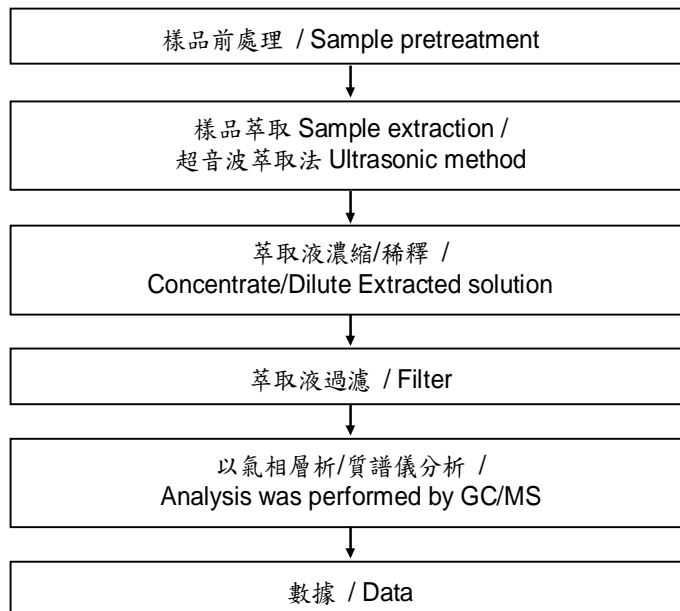 樣品前處理 / Sample pretreatment
樣品萃取 Sample extraction /
超音波萃取法 Ultrasonic method
萃取液濃縮/稀釋 /
Concentrate/Dilute Extracted solution
萃取液過濾 / Filter
以氣相層析/質譜儀分析 /
Analysis was performed by GC/MS
數據 / Data